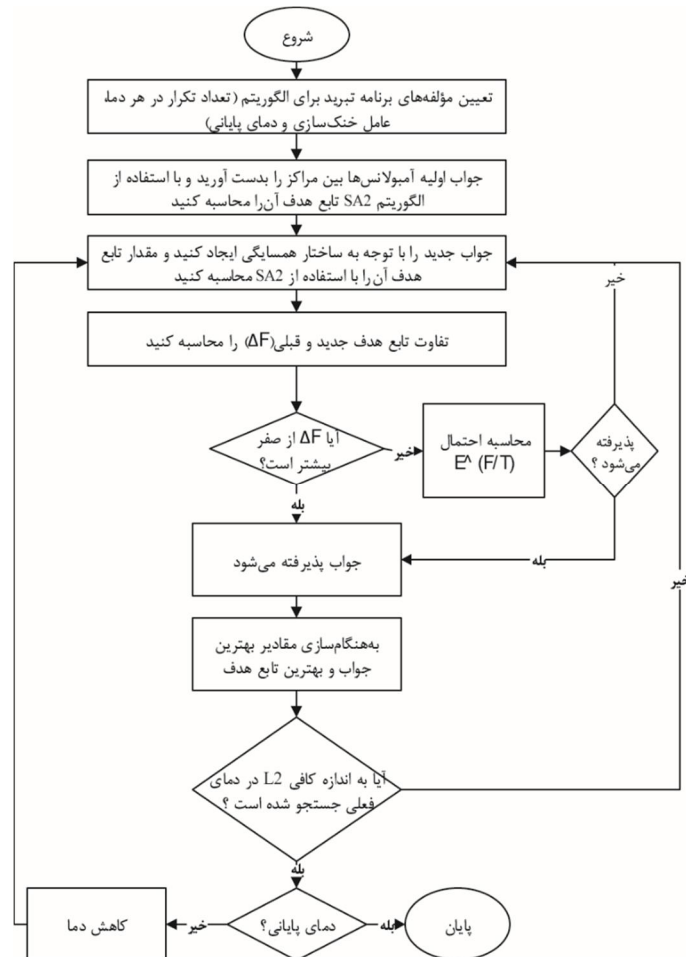 شروع
تعیین مؤلفه‌های برنامه تبرید برای الگوریتم (تعداد تکرار در هر دما،
عامل خنک‌سازی و دمای پایانی)
جواب اولیه آمبولانس‌ها بین مراکز را بدست آورید و با استفاده از
الگوریتم SA2 تابع هدف آن‌را محاسبه کنید
جواب جدید را با توجه به ساختار همسایگی ایجاد کنید و مقدار تابع
هدف آن‌را با استفاده از SA2 محاسبه کنید
خیر
تفاوت تابع هدف جدید و قبلی(ΔF) را محاسبه کنید
آیا ΔF از صفر
بیشتر است؟
خیر
محاسبه احتمال
E^ (F/T)
پذیرفته
می‌شود ؟
بله
جواب پذیرفته می‌شود
بله
خیر
به‌هنگام‌سازی مقادیر بهترین
جواب و بهترین تابع هدف
آیا به اندازه کافی L2 در دمای
فعلی جستجو شده است ؟
بله
دمای پایانی؟
خیر
کاهش دما
بله
پایان